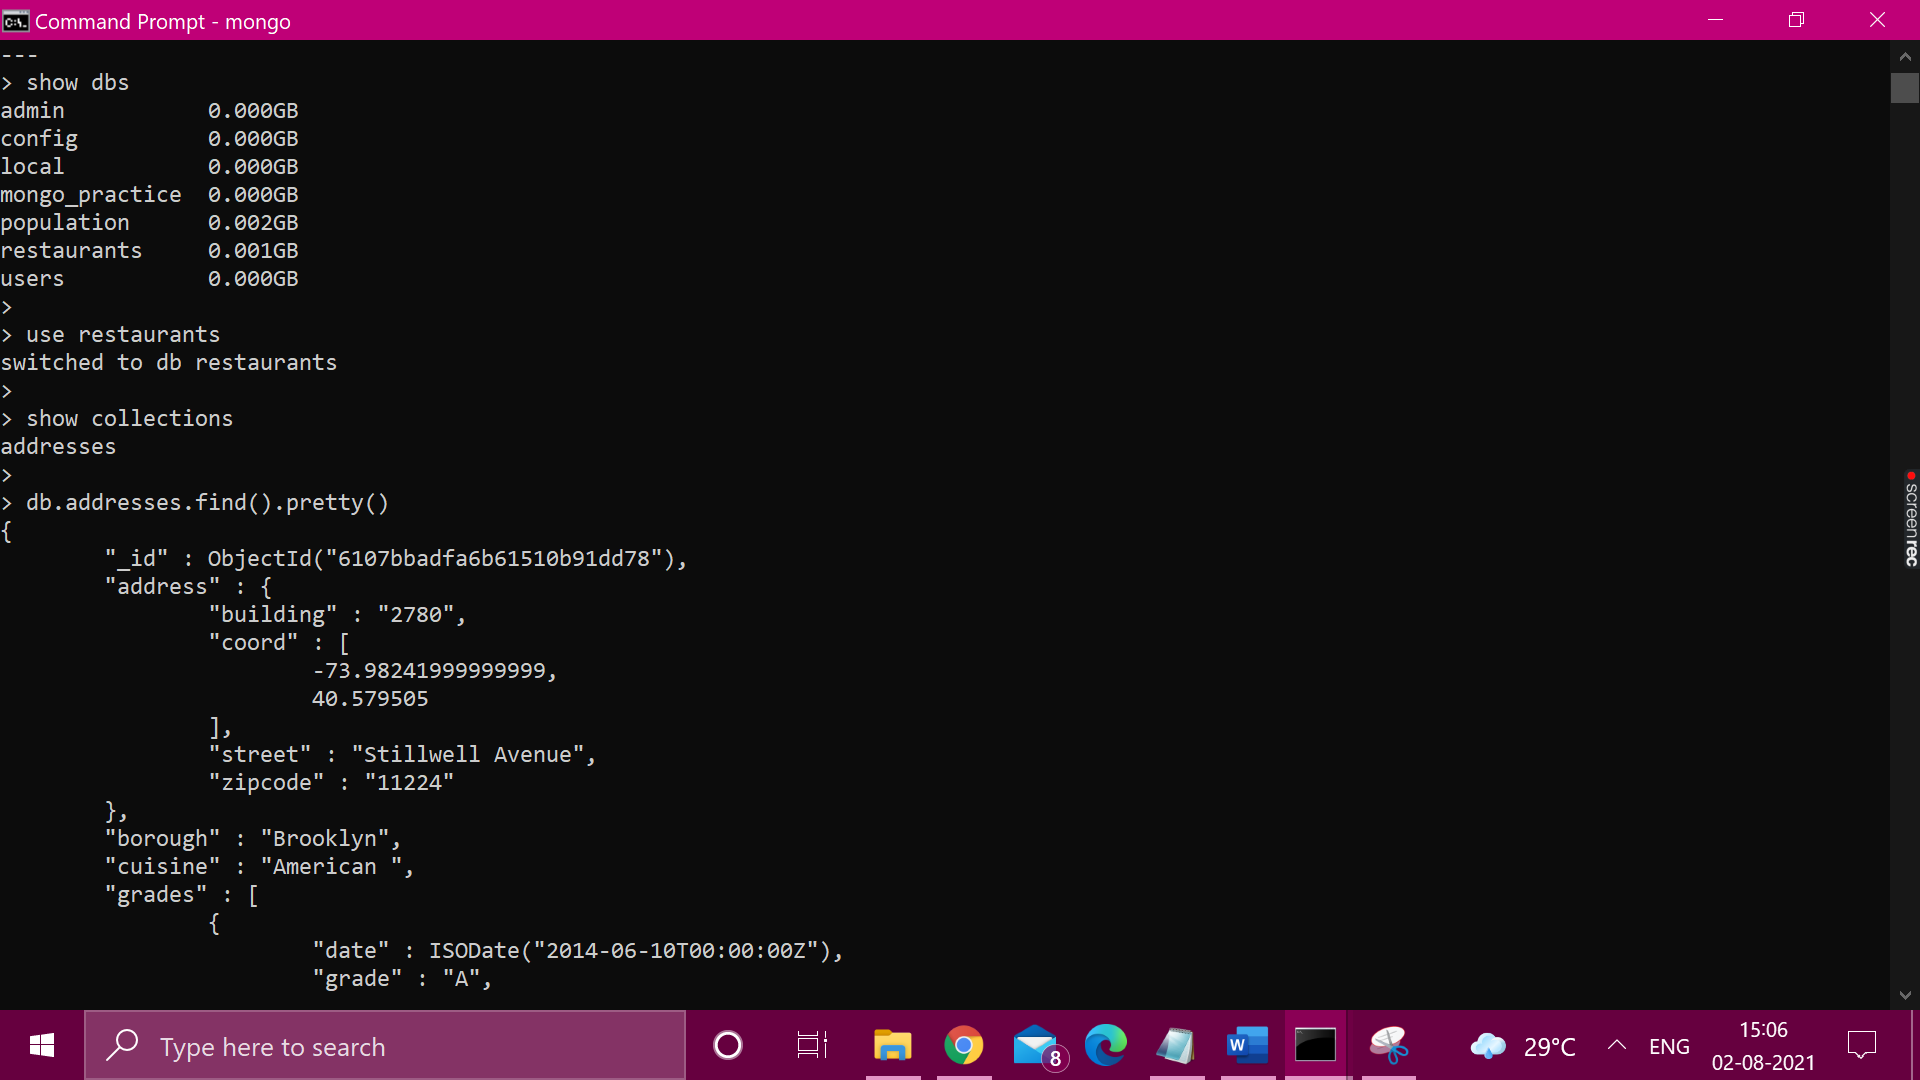 Command Prompt - mongo
---
> show dbs
admin           0.000GB
config          0.000GB
local           0.000GB
mongo_practice  0.000GB
population      0.002GB
restaurants     0.001GB
users           0.000GB
>
> use restaurants
switched to db restaurants
>
> show collections
addresses
>
> db.addresses.find().pretty()
{
        "_id" : ObjectId("6107bbadfa6b61510b91dd78"),
        "address" : {
                "building" : "2780",
                "coord" : [
                        -73.98241999999999,
                        40.579505
                ],
                "street" : "Stillwell Avenue",
                "zipcode" : "11224"
        },
        "borough" : "Brooklyn",
        "cuisine" : "American ",
        "grades" : [
                {
                        "date" : ISODate("2014-06-10T00:00:00Z"),
                        "grade" : "A",
screenrec
Type here to search
8
W
29°C
ENG
15:06
02-08-2021